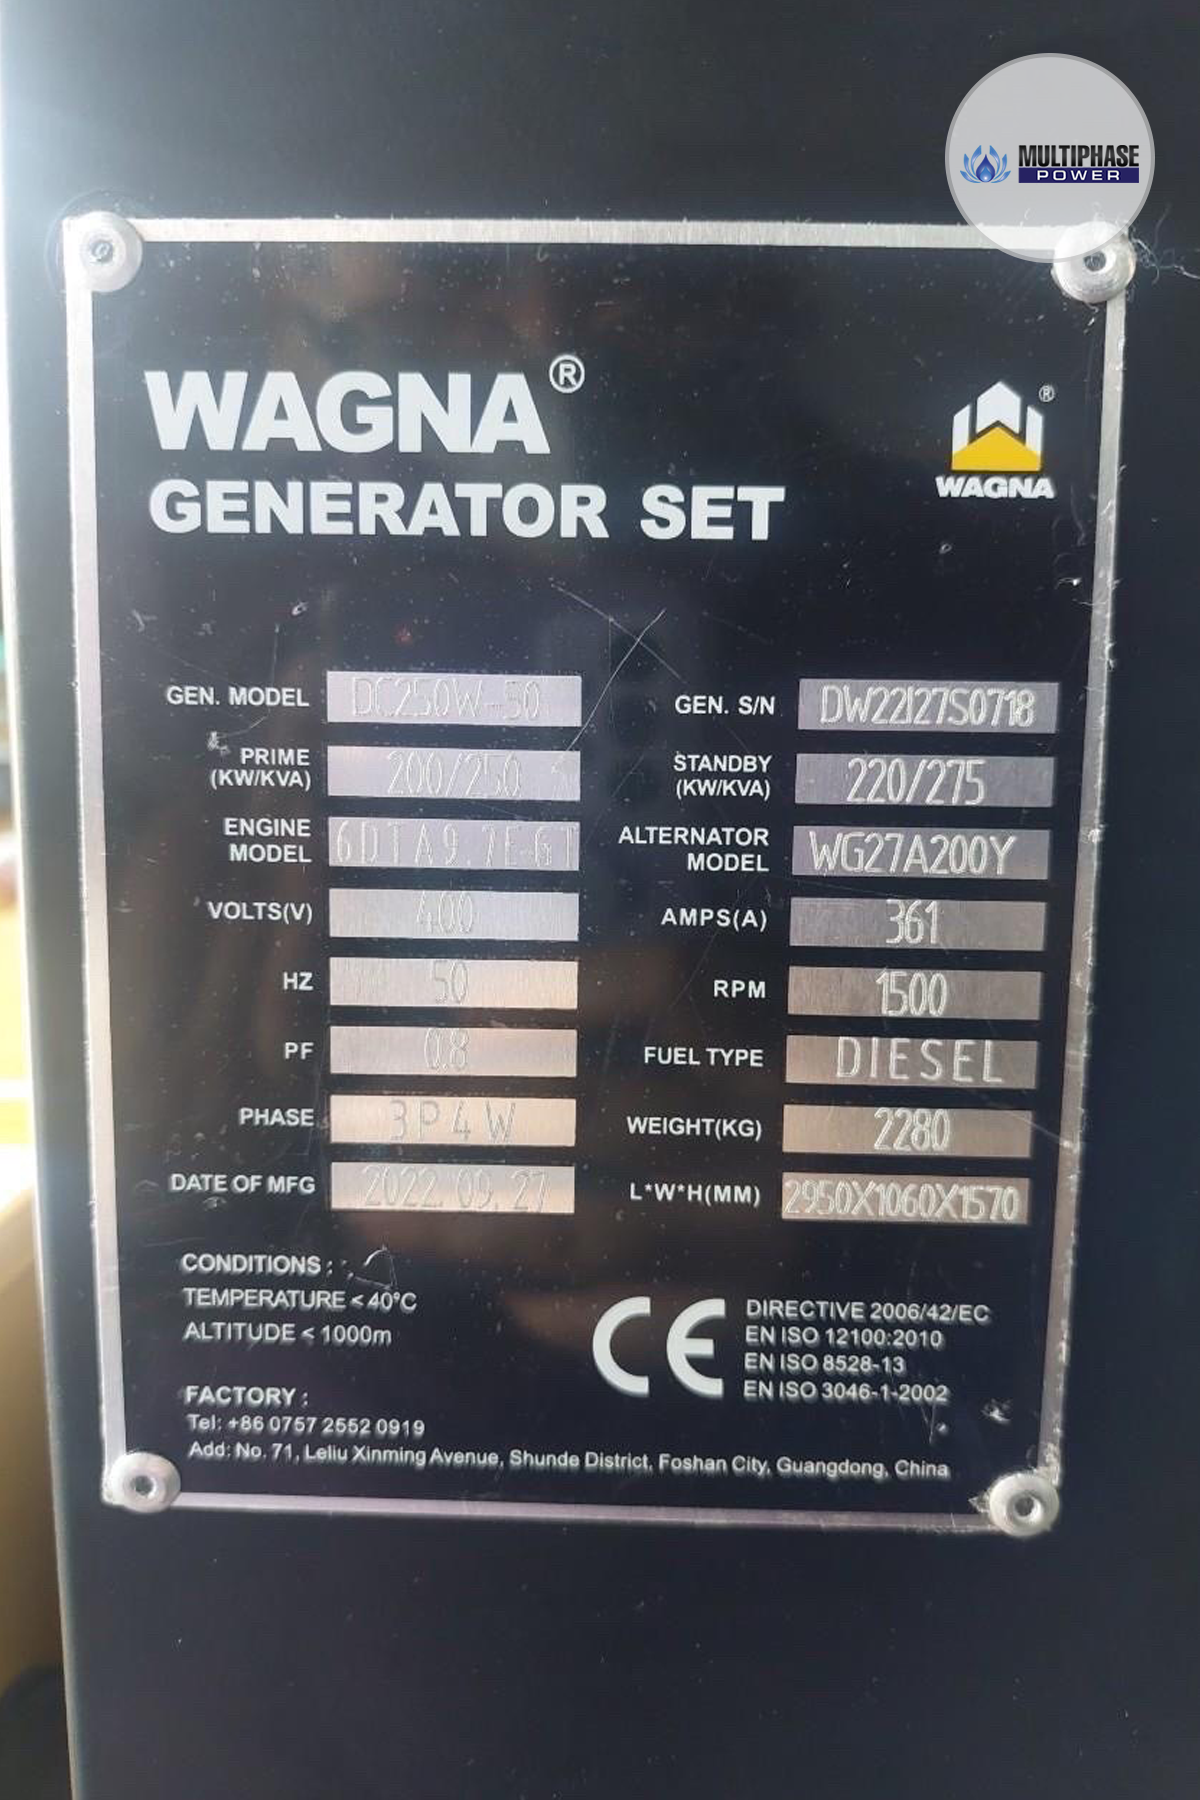 MULTIPHASE
POWER
WAGNA®
GENERATOR SET
®
WAGNA
GEN. MODEL DC250W-50 GEN. S/N DW22I27S0718
PRIME (KW/KVA) 200/250 STANDBY (KW/KVA) 220/275
ENGINE MODEL 6DTA9.7E-6T ALTERNATOR MODEL WG27A200Y
VOLTS(V) 400 AMPS(A) 361
HZ 50 RPM 1500
PF 0.8 FUEL TYPE DIESEL
PHASE 3P4W WEIGHT(KG) 2280
DATE OF MFG 2022.09.27 L*W*H(MM) 2950X1060X1570
CONDITIONS :
TEMPERATURE < 40°C
ALTITUDE < 1000m
CE
DIRECTIVE 2006/42/EC
EN ISO 12100:2010
EN ISO 8528-13
EN ISO 3046-1-2002
FACTORY :
Tel: +86 0757 2552 0919
Add: No. 71, Leliu Xinming Avenue, Shunde District, Foshan City, Guangdong, China